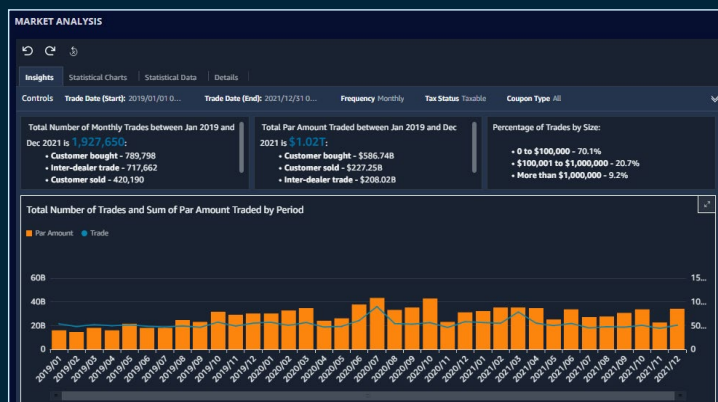 MARKET ANALYSIS
Insights
Statistical Charts
Statistical Data
Details
Controls Trade Date (Start): 2019/01/01 0... Trade Date (End): 2021/12/31 0... Frequency Monthly Tax Status Taxable Coupon Type All
Total Number of Monthly Trades between Jan 2019 and
Dec 2021 is 1,927,650:
• Customer bought - 789,798
• Inter-dealer trade - 717,662
• Customer sold - 420,190
Total Par Amount Traded between Jan 2019 and Dec
2021 is $1.02T:
• Customer bought - $586.74B
• Customer sold - $227.25B
• Inter-dealer trade - $208.02B
Percentage of Trades by Size:
• 0 to $100,000 - 70.1%
• $100,001 to $1,000,000 - 20.7%
• More than $1,000,000 - 9.2%
Total Number of Trades and Sum of Par Amount Traded by Period
Par Amount Trade
60B
40B
20B
0
15...
10...
50...
0
2019/01
2019/02
2019/03
2019/04
2019/05
2019/06
2019/07
2019/08
2019/09
2019/10
2019/11
2019/12
2020/01
2020/02
2020/03
2020/04
2020/05
2020/06
2020/07
2020/08
2020/09
2020/10
2020/11
2020/12
2021/01
2021/02
2021/03
2021/04
2021/05
2021/06
2021/07
2021/08
2021/09
2021/10
2021/11
2021/12